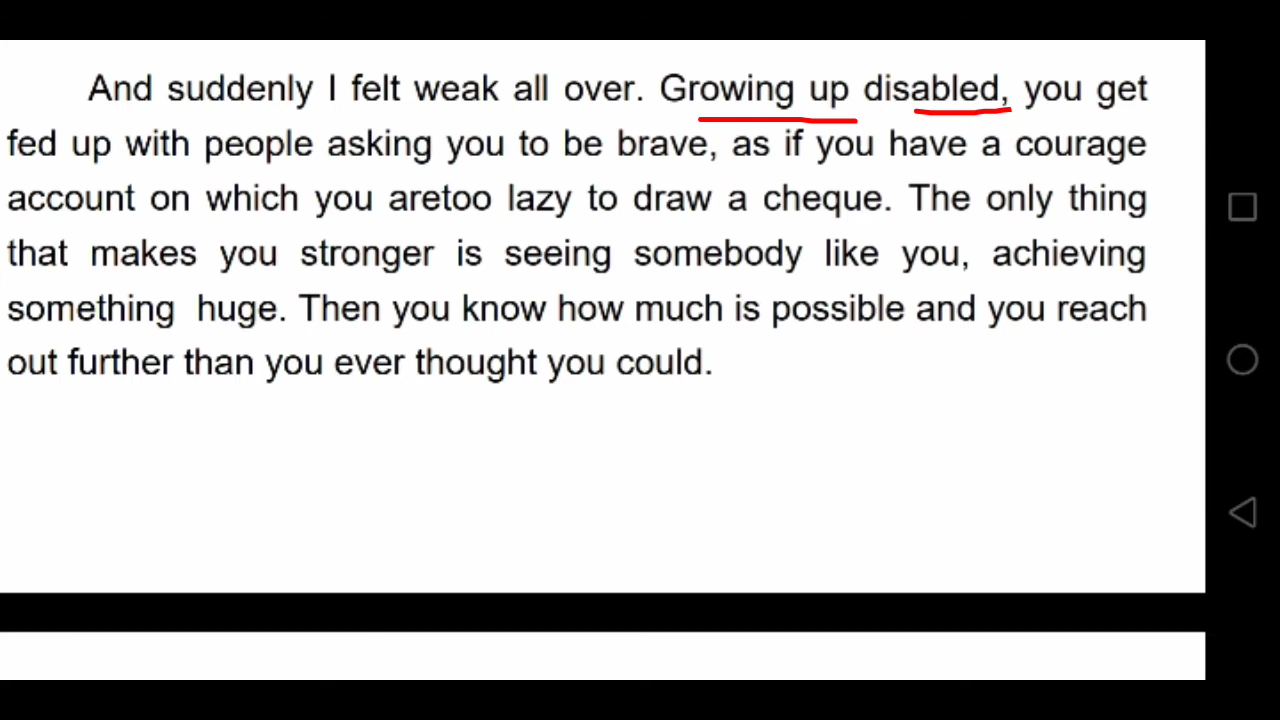 And suddenly I felt weak all over. Growing up disabled, you get
fed up with people asking you to be brave, as if you have a courage
account on which you aretoo lazy to draw a cheque. The only thing
that makes you stronger is seeing somebody like you, achieving
something huge. Then you know how much is possible and you reach
out further than you ever thought you could.